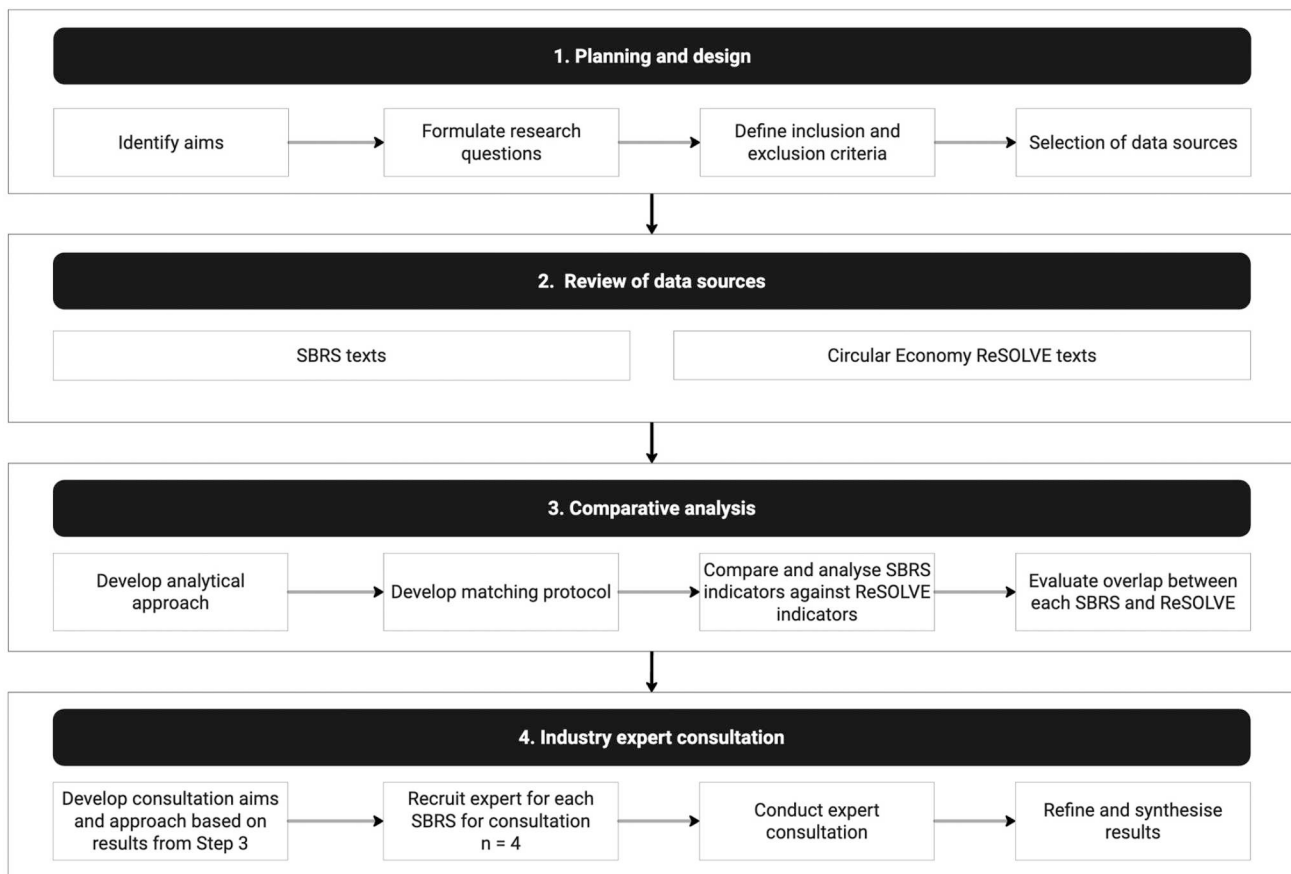 1. Planning and design
Identify aims
Formulate research
questions
Define inclusion and
exclusion criteria
Selection of data sources
2. Review of data sources
SBRS texts
Circular Economy ReSOLVE texts
3. Comparative analysis
Develop analytical
approach
Develop matching protocol
Compare and analyse SBRS
indicators against ReSOLVE
indicators
Evaluate overlap between
each SBRS and ReSOLVE
4. Industry expert consultation
Develop consultation aims
and approach based on
results from Step 3
Recruit expert for each
SBRS for consultation
n = 4
Conduct expert
consultation
Refine and synthesise
results